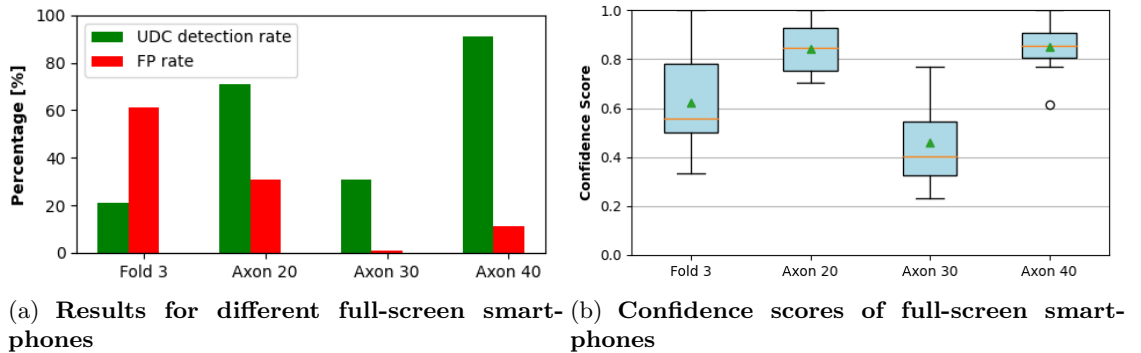 100
80
60
40
20
0
Percentage [%]
UDC detection rate
FP rate
Fold 3 Axon 20 Axon 30 Axon 40
(a) Results for different full-screen smart-
phones
1.0
0.8
0.6
0.4
0.2
0.0
Confidence Score
Fold 3 Axon 20 Axon 30 Axon 40
(b) Confidence scores of full-screen smart-
phones